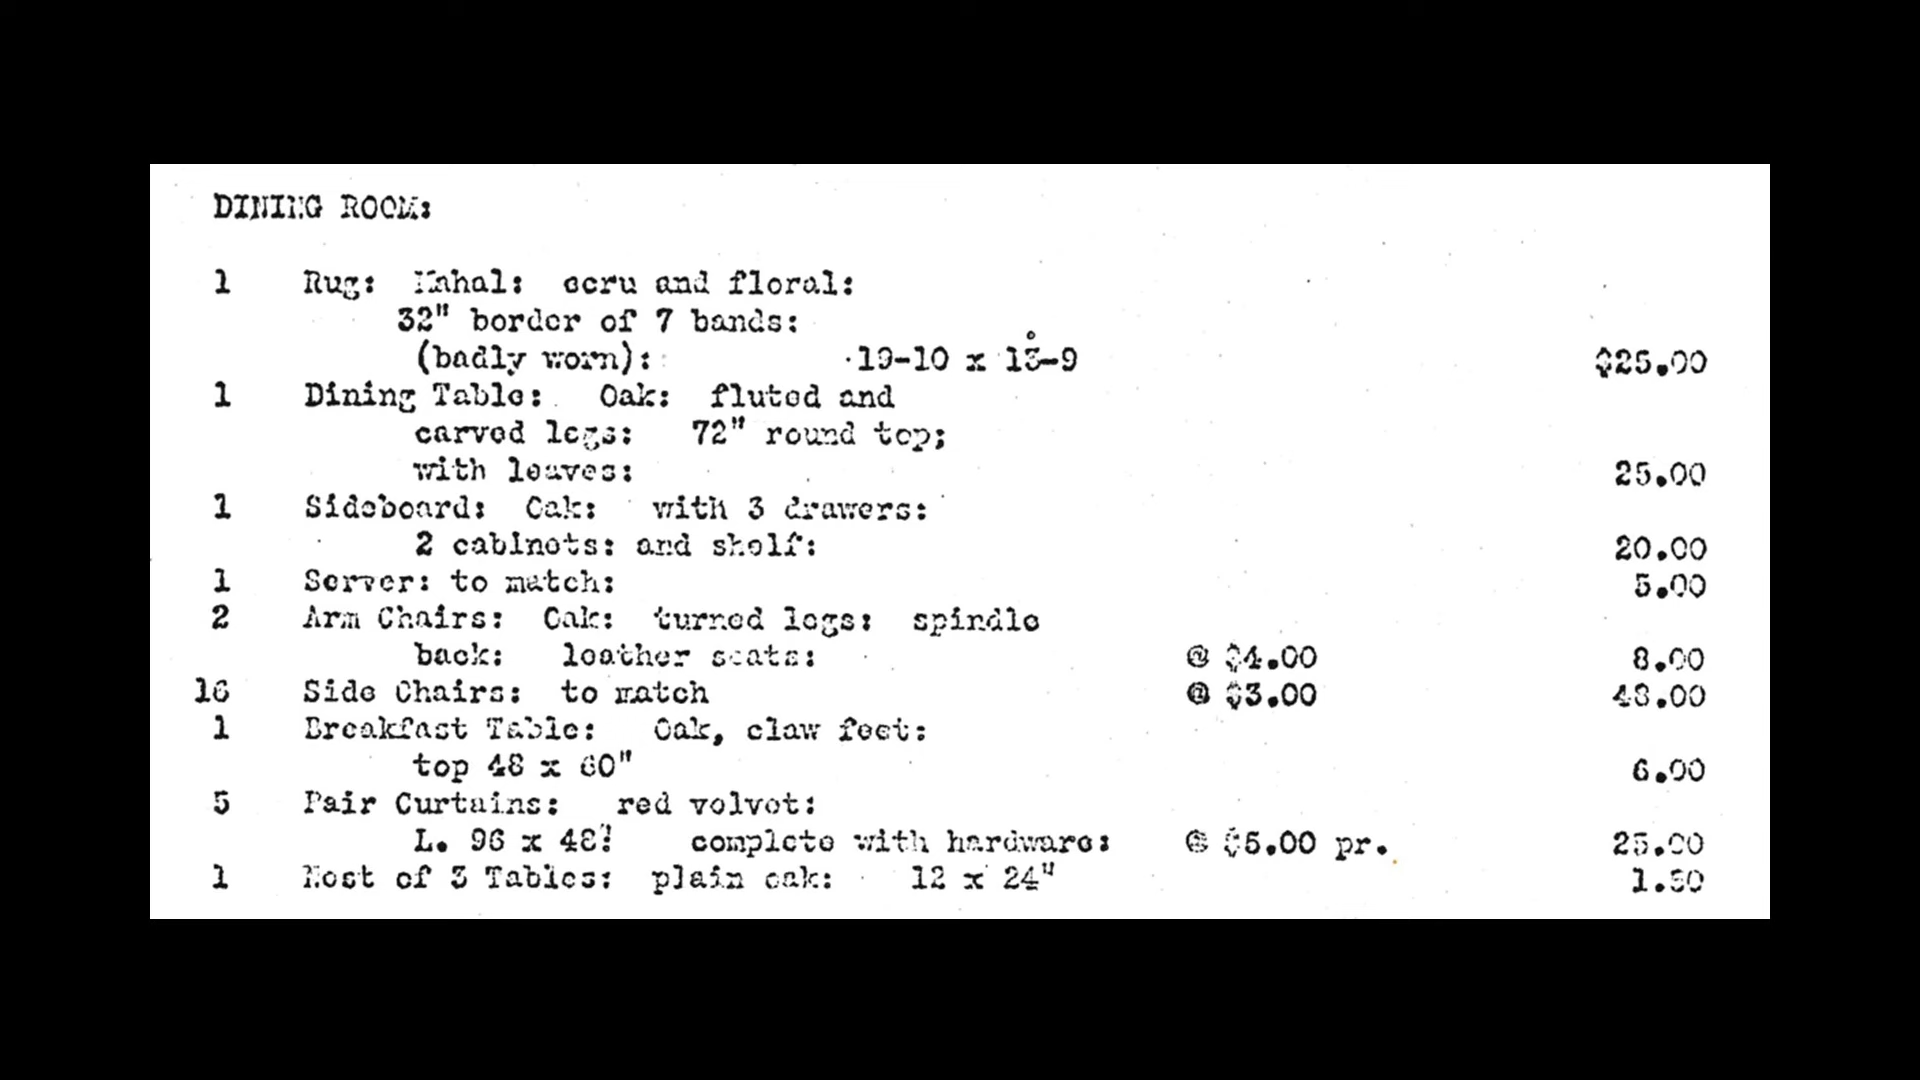 DINING ROOM:
1 Rug: Mahal: ecru and floral:
32" border of 7 bands:
(badly worn): 19-10 x 13-9 $25.00
1 Dining Table: Oak: fluted and
carved legs: 72" round top;
with leaves: 25.00
1 Sideboard: Oak: with 3 drawers:
2 cabinets: and shelf: 20.00
1 Server: to match: 5.00
2 Arm Chairs: Oak: turned legs: spindle
back: leather seats: @ $4.00 8.00
16 Side Chairs: to match @ $3.00 48.00
1 Breakfast Table: Oak, claw feet:
top 48 x 60" 6.00
5 Pair Curtains: red velvet:
L. 96 x 48" complete with hardware: @ $5.00 pr. 25.00
1 Nest of 3 Tables: plain oak: 12 x 24"